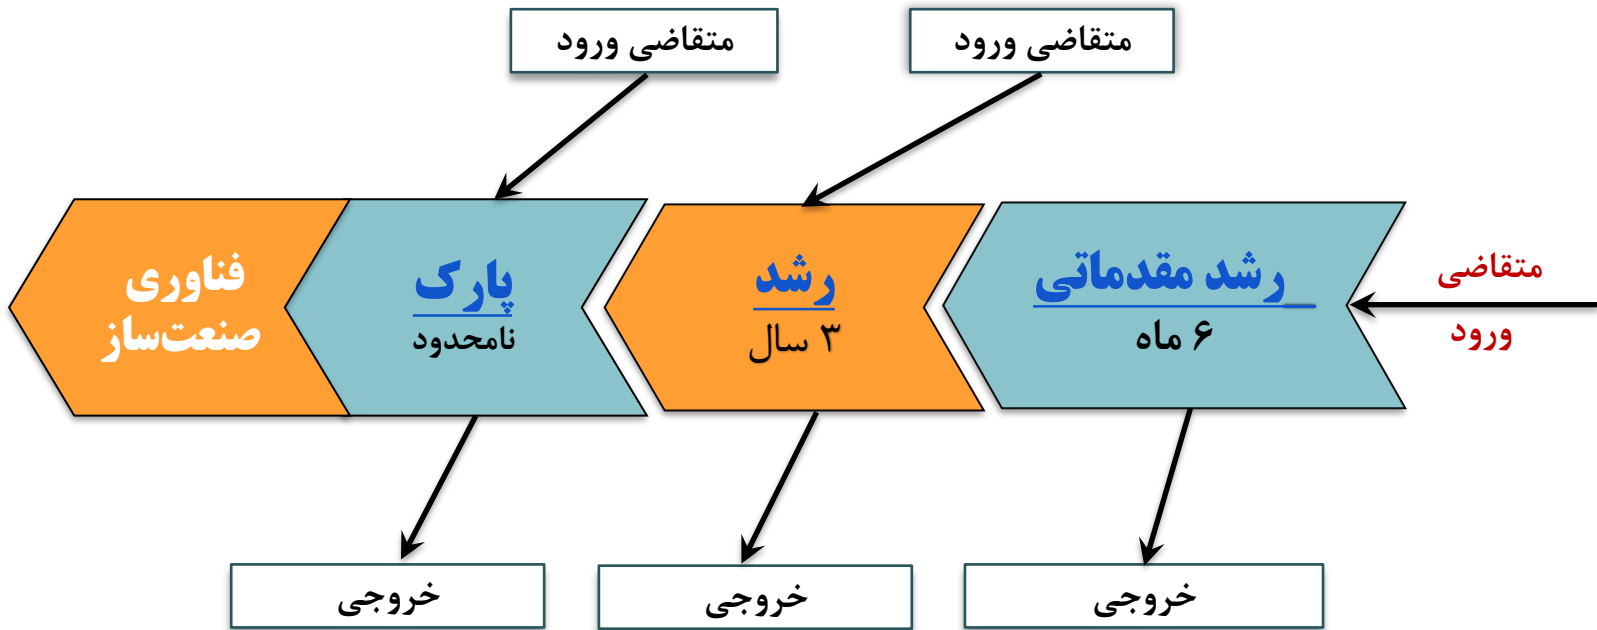 متقاضی ورود
متقاضی ورود
متقاضی
ورود
رشد مقدماتی
۶ ماه
رشد
۳ سال
پارک
نامحدود
فناوری
صنعت‌ساز
خروجی
خروجی
خروجی